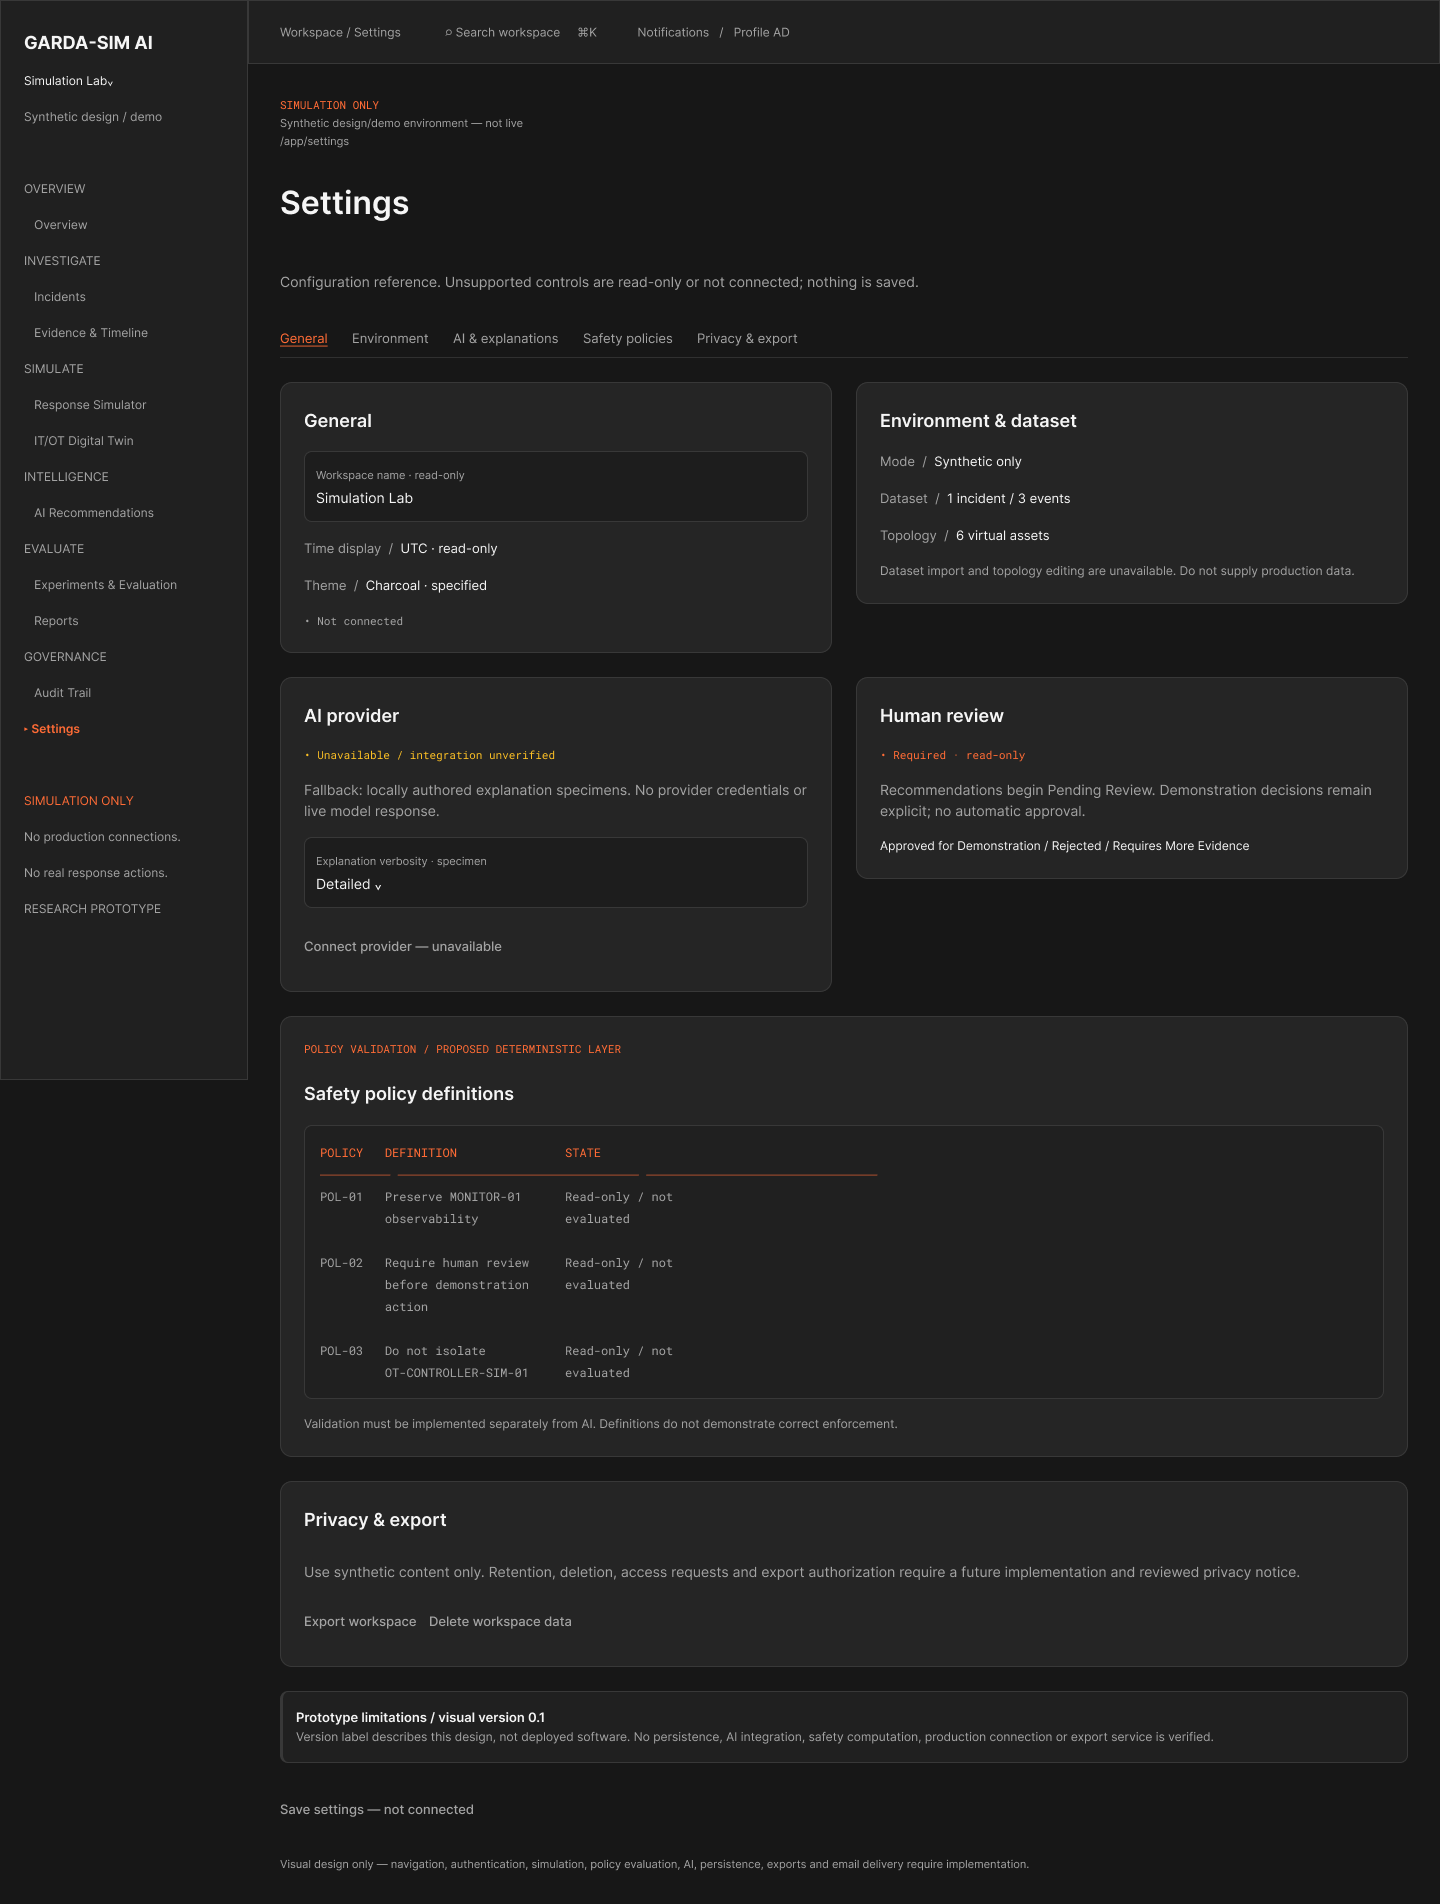 GARDA-SIM AI
Simulation Lab
Synthetic design / demo
OVERVIEW
Overview
INVESTIGATE
Incidents
Evidence & Timeline
SIMULATE
Response Simulator
IT/OT Digital Twin
INTELLIGENCE
AI Recommendations
EVALUATE
Experiments & Evaluation
Reports
GOVERNANCE
Audit Trail
Settings
SIMULATION ONLY
No production connections.
No real response actions.
RESEARCH PROTOTYPE
Workspace / Settings
⌕ Search workspace ⌘K
Notifications / Profile AD
SIMULATION ONLY
Synthetic design/demo environment — not live
/app/settings
Settings
Configuration reference. Unsupported controls are read-only or not connected; nothing is saved.
General Environment AI & explanations Safety policies Privacy & export
General
Workspace name · read-only
Simulation Lab
Time display / UTC · read-only
Theme / Charcoal · specified
• Not connected
Environment & dataset
Mode / Synthetic only
Dataset / 1 incident / 3 events
Topology / 6 virtual assets
Dataset import and topology editing are unavailable. Do not supply production data.
AI provider
• Unavailable / integration unverified
Fallback: locally authored explanation specimens. No provider credentials or
live model response.
Explanation verbosity · specimen
Detailed
Connect provider — unavailable
Human review
• Required · read-only
Recommendations begin Pending Review. Demonstration decisions remain
explicit; no automatic approval.
Approved for Demonstration / Rejected / Requires More Evidence
POLICY VALIDATION / PROPOSED DETERMINISTIC LAYER
Safety policy definitions
POLICY DEFINITION STATE
POL-01 Preserve MONITOR-01 Read-only / not
observability evaluated
POL-02 Require human review Read-only / not
before demonstration evaluated
action
POL-03 Do not isolate Read-only / not
OT-CONTROLLER-SIM-01 evaluated
Validation must be implemented separately from AI. Definitions do not demonstrate correct enforcement.
Privacy & export
Use synthetic content only. Retention, deletion, access requests and export authorization require a future implementation and reviewed privacy notice.
Export workspace Delete workspace data
Prototype limitations / visual version 0.1
Version label describes this design, not deployed software. No persistence, AI integration, safety computation, production connection or export service is verified.
Save settings — not connected
Visual design only — navigation, authentication, simulation, policy evaluation, AI, persistence, exports and email delivery require implementation.